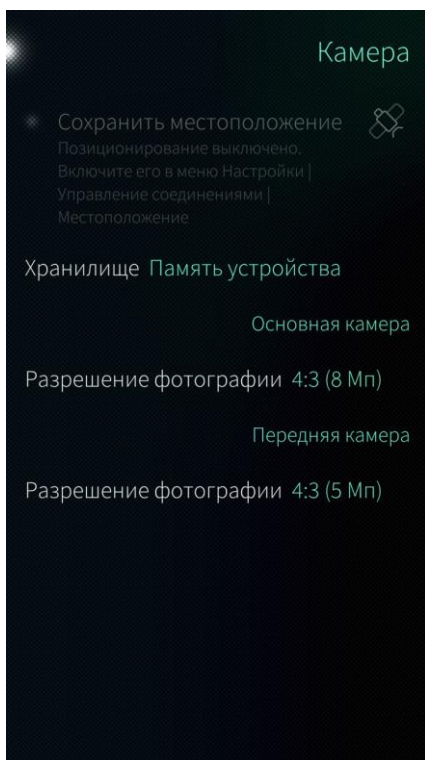 Камера
Сохранить местоположение
Позиционирование выключено.
Включите его в меню Настройки |
Управление соединениями |
Местоположение
Хранилище Память устройства
Основная камера
Разрешение фотографии 4:3 (8 Мп)
Передняя камера
Разрешение фотографии 4:3 (5 Мп)